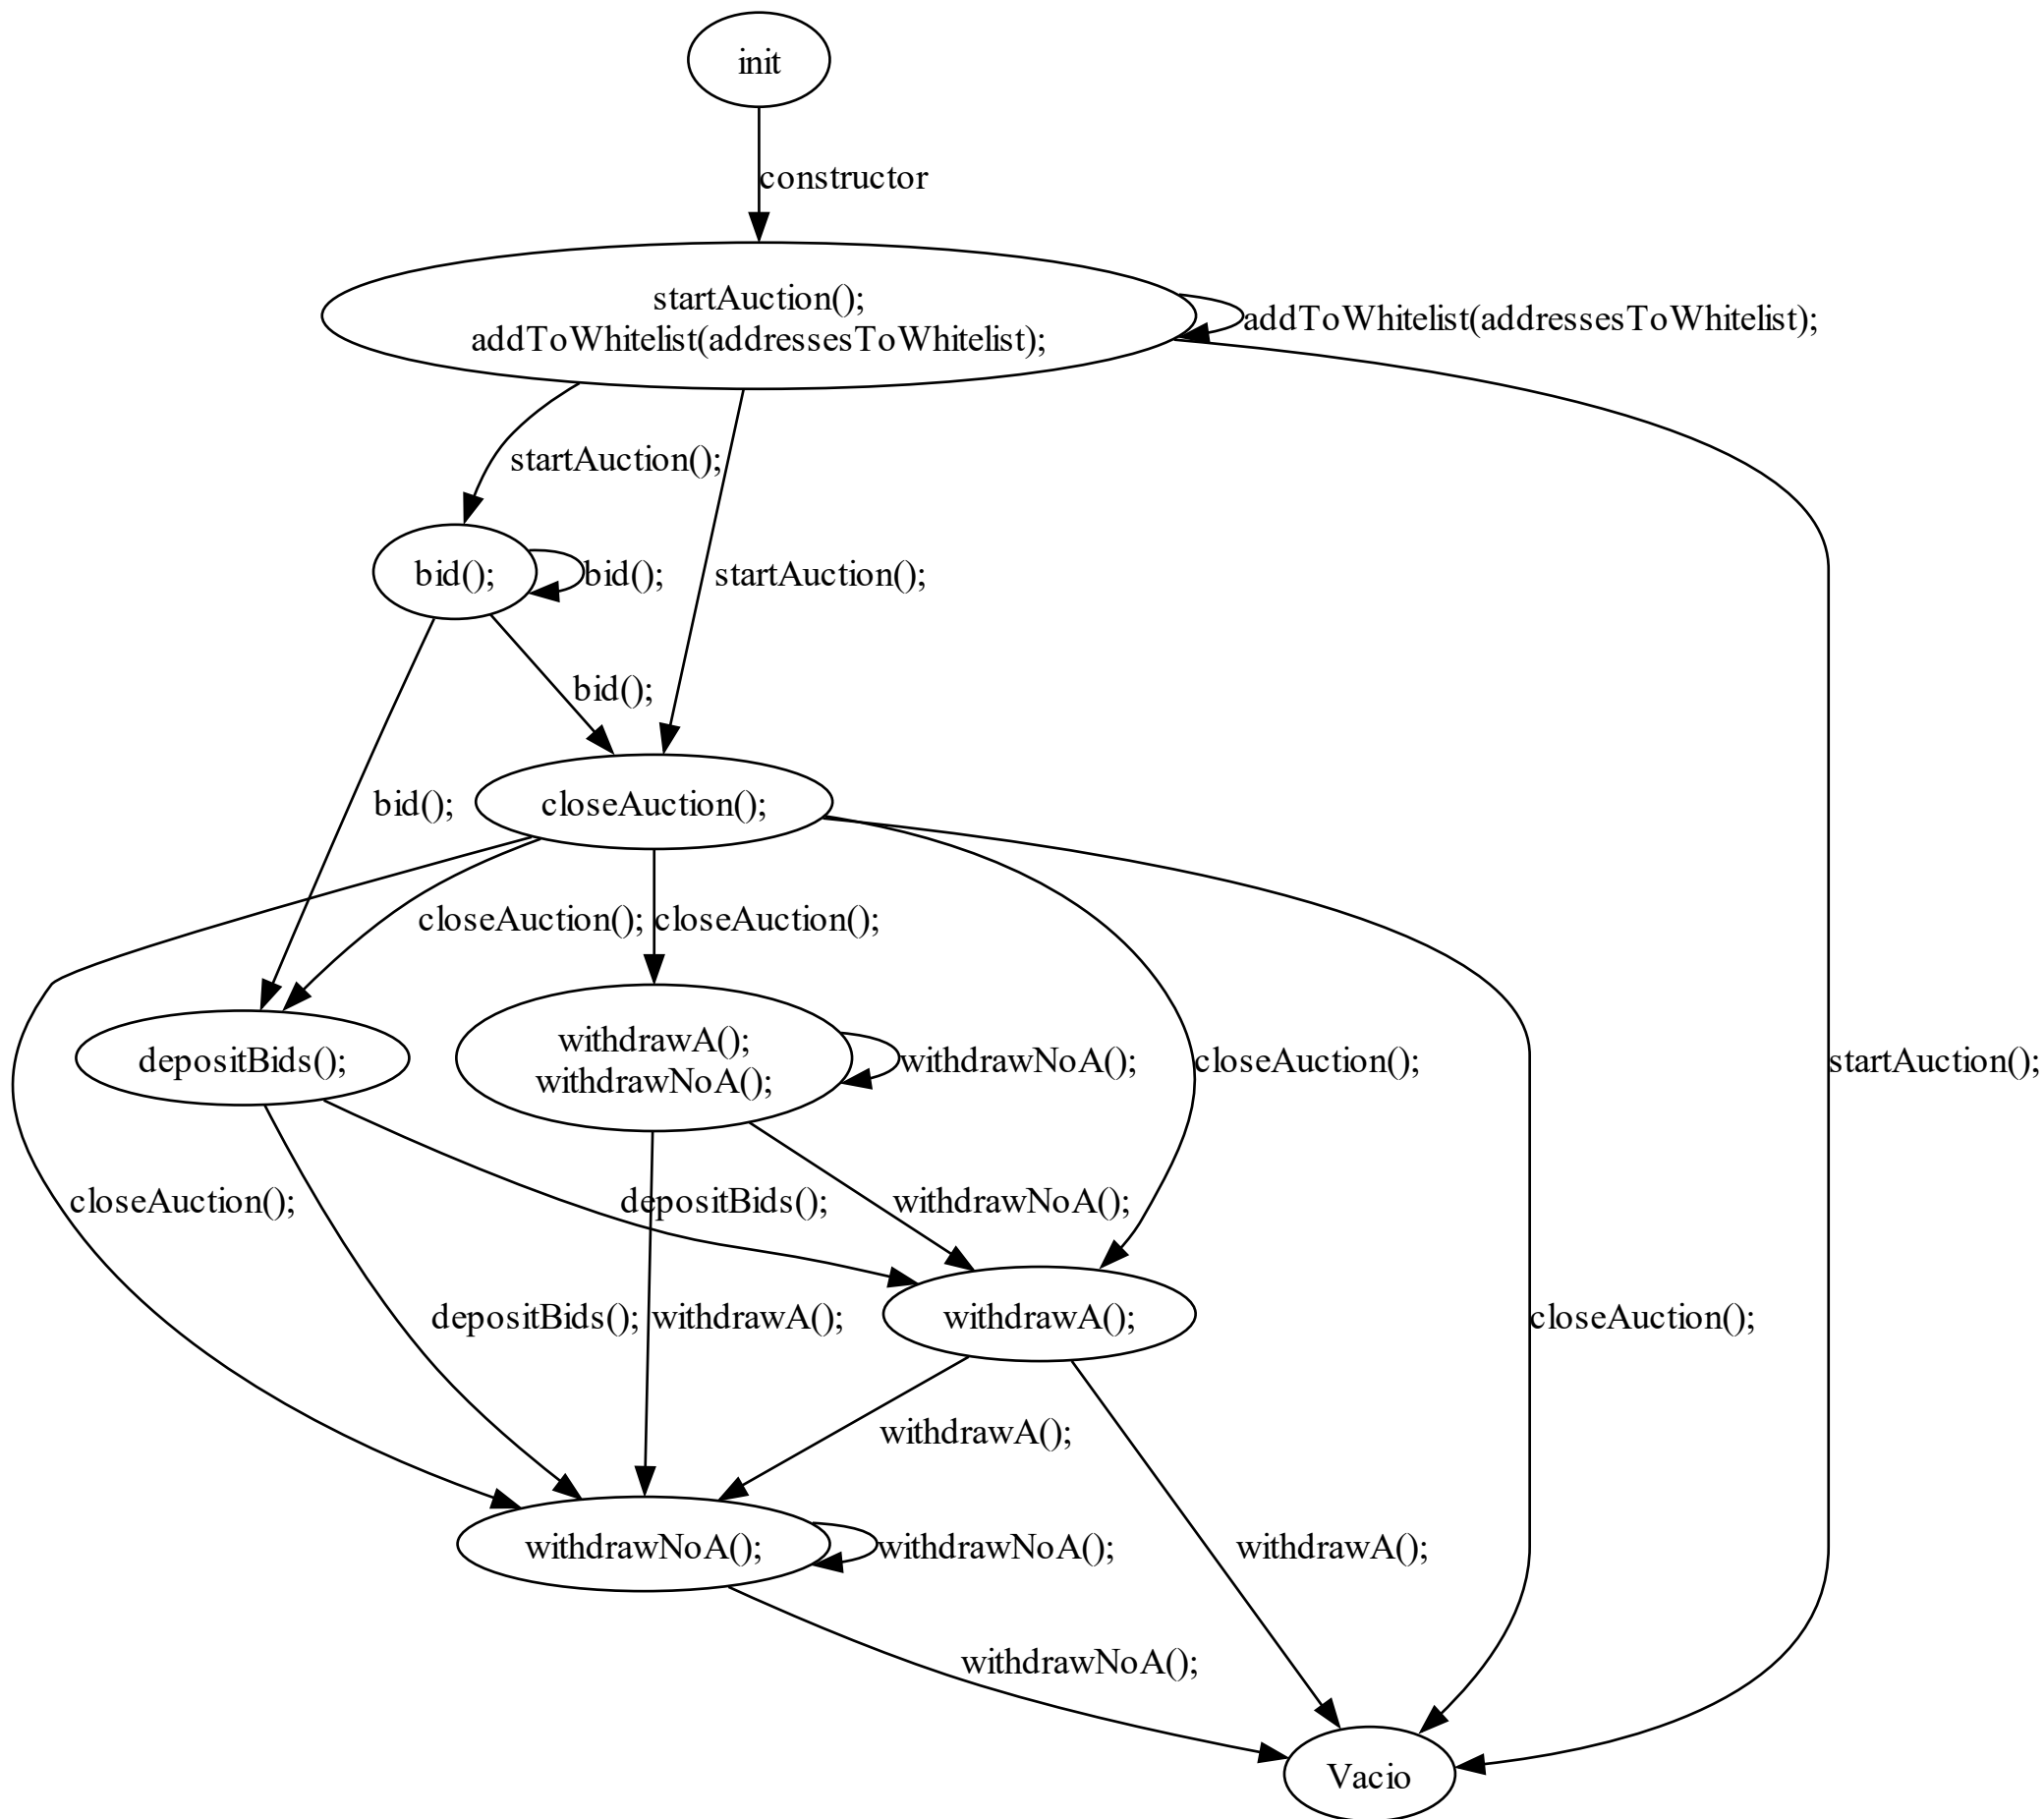 init
constructor
startAuction();
addToWhitelist(addressesToWhitelist);
addToWhitelist(addressesToWhitelist);
startAuction();
bid();
bid();
startAuction();
bid();
bid();
closeAuction();
closeAuction();
closeAuction();
depositBids();
withdrawA();
withdrawNoA();
withdrawNoA();
closeAuction();
startAuction();
closeAuction();
depositBids();
withdrawNoA();
depositBids();
withdrawA();
withdrawA();
closeAuction();
withdrawA();
withdrawNoA();
withdrawNoA();
withdrawA();
withdrawNoA();
Vacio